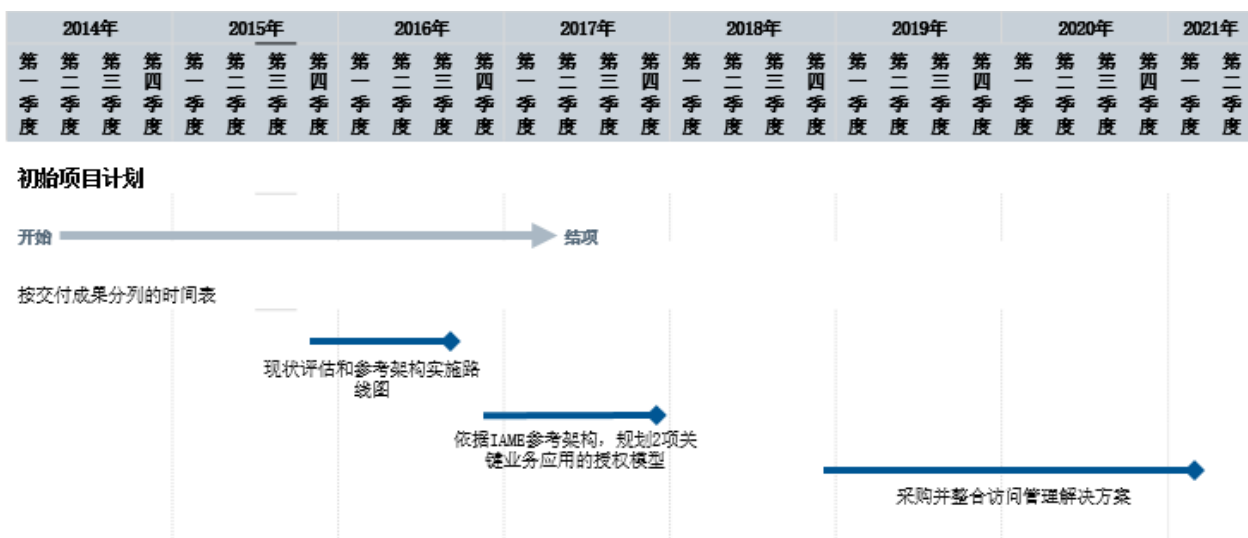 2014年 2015年 2016年 2017年 2018年 2019年 2020年 2021年
第一季度 第二季度 第三季度 第四季度 第一季度 第二季度 第三季度 第四季度 第一季度 第二季度 第三季度 第四季度 第一季度 第二季度 第三季度 第四季度 第一季度 第二季度 第三季度 第四季度 第一季度 第二季度 第三季度 第四季度 第一季度 第二季度 第三季度 第四季度 第一季度 第二季度
初始项目计划
开始 结项
按交付成果分列的时间表
现状评估和参考架构实施路
线图
依据IAME参考架构，规划2项关
键业务应用的授权模型
采购并整合访问管理解决方案